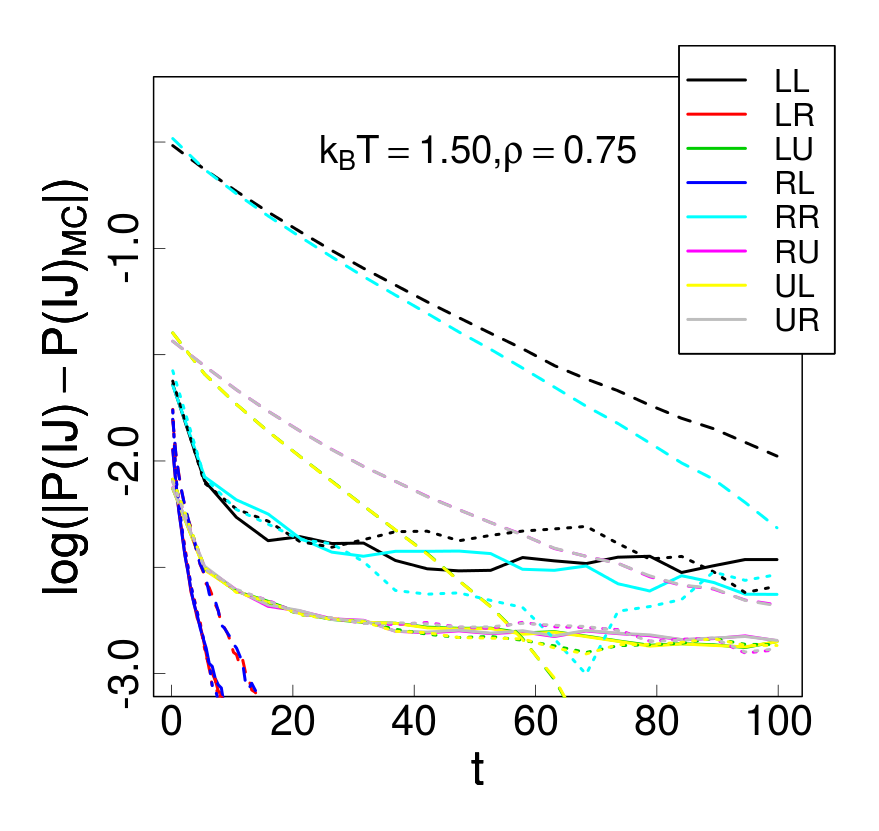 k_BT = 1.50, ρ = 0.75
LL
LR
LU
RL
RR
RU
UL
UR
log(|P(IJ) − P(IJ)_MC|)
-1.0
-2.0
-3.0
0 20 40 60 80 100
t